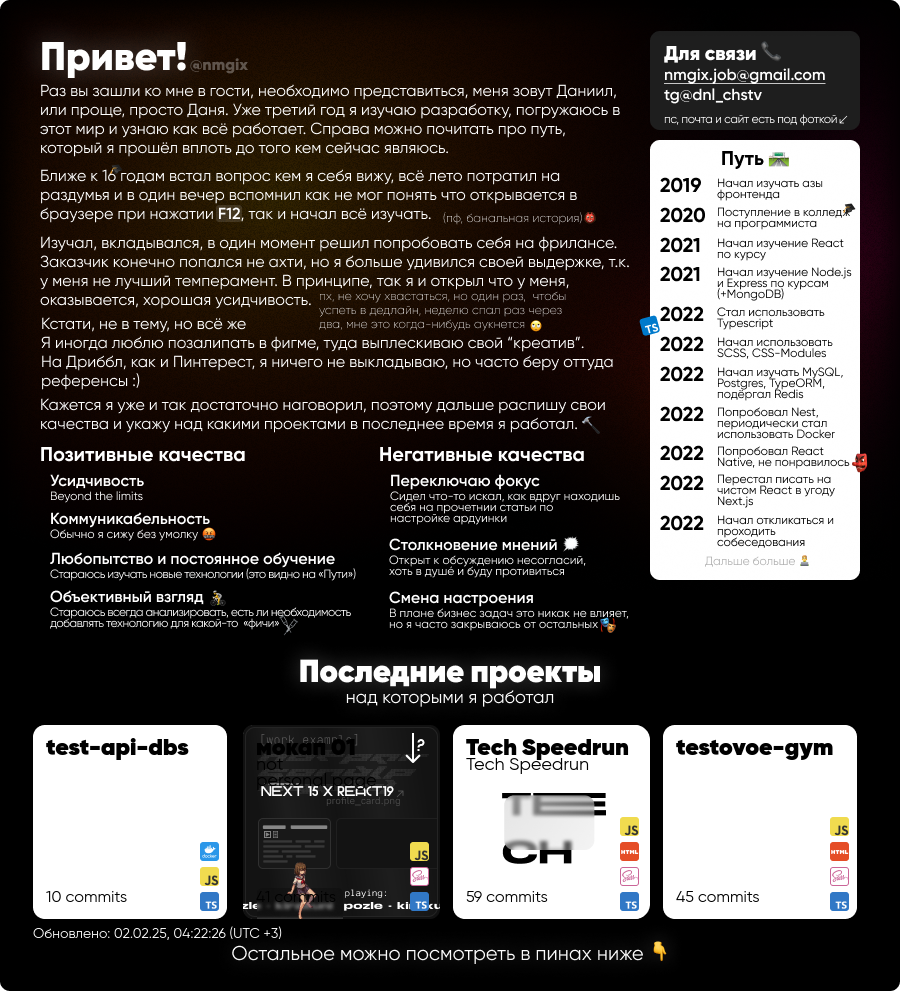 Привет! @nmgix
Раз вы зашли ко мне в гости, необходимо представиться, меня зовут Даниил,
или проще, просто Даня. Уже третий год я изучаю разработку, погружаюсь в
этот мир и узнаю как всё работает. Справа можно почитать про путь,
который я прошёл вплоть до того кем сейчас являюсь.
Ближе к 16 годам встал вопрос кем я себя вижу, всё лето потратил на
раздумья и в один вечер вспомнил как не мог понять что открывается в
браузере при нажатии F12, так и начал всё изучать. (пф, банальная история)👹
Изучал, вкладывался, в один момент решил попробовать себя на фрилансе.
Заказчик конечно попался не ахти, но я больше удивился своей выдержке, т.к.
у меня не лучший темперамент. В принципе, так я и открыл что у меня,
оказывается, хорошая усидчивость.
пх, не хочу хвастаться, но один раз, чтобы
успеть в дедлайн, неделю спал раз через
два, мне это когда-нибудь аукнется 🙄
Кстати, не в тему, но всё же
Я иногда люблю позалипать в фигме, туда выплескиваю свой “креатив”.
На Дриббл, как и Пинтерест, я ничего не выкладываю, но часто беру оттуда
референсы :)
Кажется я уже и так достаточно наговорил, поэтому дальше распишу свои
качества и укажу над какими проектами в последнее время я работал. 🔨
Позитивные качества
Усидчивость
Beyond the limits
Коммуникабельность
Обычно я сижу без умолку 🤬
Любопытство и постоянное обучение
Стараюсь изучать новые технологии (это видно на «Пути»)
Объективный взгляд
Стараюсь всегда анализировать, есть ли необходимость
добавлять технологию для какой-то «фичи»
Негативные качества
Переключаю фокус
Сидел что-то искал, как вдруг находишь
себя на прочетнии статьи по
настройке ардуинки
Столкновение мнений
Открыт к обсуждению несогласий,
хоть в душе и буду противиться
Смена настроения
В плане бизнес задач это никак не влияет,
но я часто закрываюсь от остальных 🎭
Для связи 📞
nmgix.job@gmail.com
tg@dnl_chstv
пс, почта и сайт есть под фоткой↙
Путь 🛣️
2019 Начал изучать азы
фронтенда
2020 Поступление в колледж
на программиста
2021 Начал изучение React
по курсу
2021 Начал изучение Node.js
и Express по курсам
(+MongoDB)
TS
2022 Стал использовать
Typescript
2022 Начал использовать
SCSS, CSS-Modules
2022 Начал изучать MySQL,
Postgres, TypeORM,
подёргал Redis
2022 Попробовал Nest,
периодически стал
использовать Docker
2022 Попробовал React
Native, не понравилось
2022 Перестал писать на
чистом React в угоду
Next.js
2022 Начал откликаться и
проходить
собеседования
Дальше больше
Последние проекты
над которыми я работал
test-api-dbs
docker
JS
10 commits
TS
[work example]
мокап 01
?
not
personal page
NEXT 15 X REACT19
profile_card.png
JS
Sass
41 commits
playing:
pozle - kin
TS
Tech Speedrun
Tech Speedrun
TECH
JS
HTML
Sass
59 commits
TS
testovoe-gym
JS
HTML
Sass
45 commits
TS
Обновлено: 02.02.25, 04:22:26 (UTC +3)
Остальное можно посмотреть в пинах ниже 👇